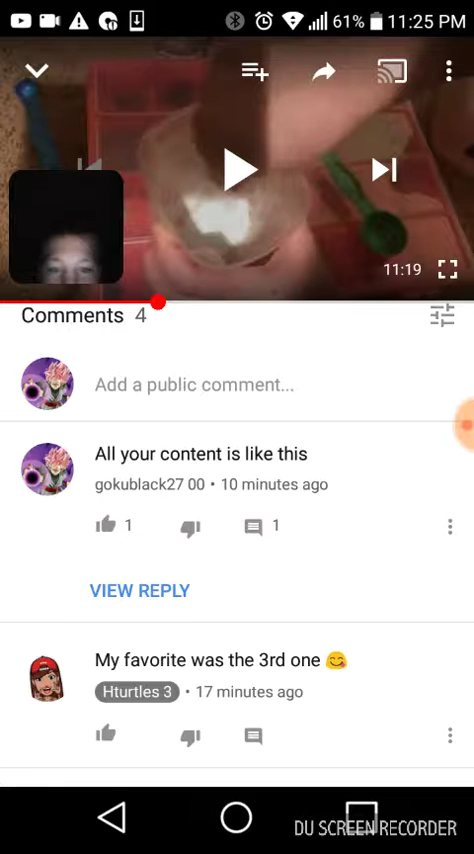 61% 11:25 PM
11:19
Comments 4
Add a public comment...
All your content is like this
gokublack27 00 • 10 minutes ago
1 1
VIEW REPLY
My favorite was the 3rd one 😋
Hturtles 3 • 17 minutes ago
DU SCREEN RECORDER